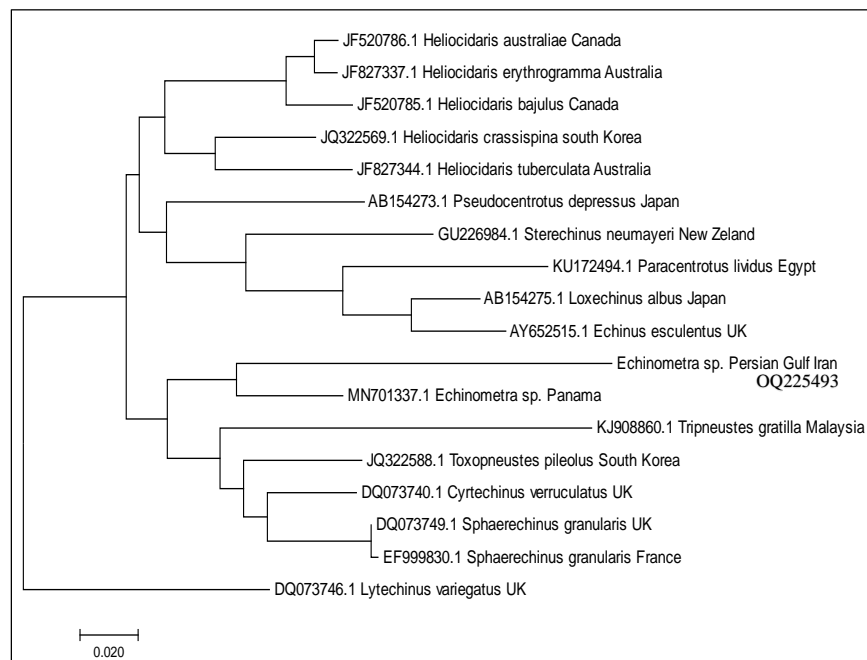 JF520786.1 Heliocidaris australiae Canada
JF827337.1 Heliocidaris erythrogramma Australia
JF520785.1 Heliocidaris bajulus Canada
JQ322569.1 Heliocidaris crassispina south Korea
JF827344.1 Heliocidaris tuberculata Australia
AB154273.1 Pseudocentrotus depressus Japan
GU226984.1 Sterechinus neumayeri New Zeland
KU172494.1 Paracentrotus lividus Egypt
AB154275.1 Loxechinus albus Japan
AY652515.1 Echinus esculentus UK
Echinometra sp. Persian Gulf Iran
OQ225493
MN701337.1 Echinometra sp. Panama
KJ908860.1 Tripneustes gratilla Malaysia
JQ322588.1 Toxopneustes pileolus South Korea
DQ073740.1 Cyrtechinus verruculatus UK
DQ073749.1 Sphaerechinus granularis UK
EF999830.1 Sphaerechinus granularis France
DQ073746.1 Lytechinus variegatus UK
0.020